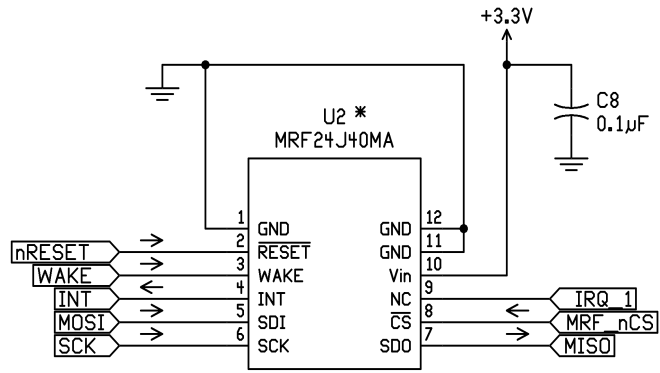 +3.3V
C8
0.1µF
U2 *
MRF24J40MA
1 GND GND 12
nRESET 2 RESET GND 11
WAKE 3 WAKE Vin 10
INT 4 INT NC 9 IRQ_1
MOSI 5 SDI CS 8 MRF_nCS
SCK 6 SCK SDO 7 MISO